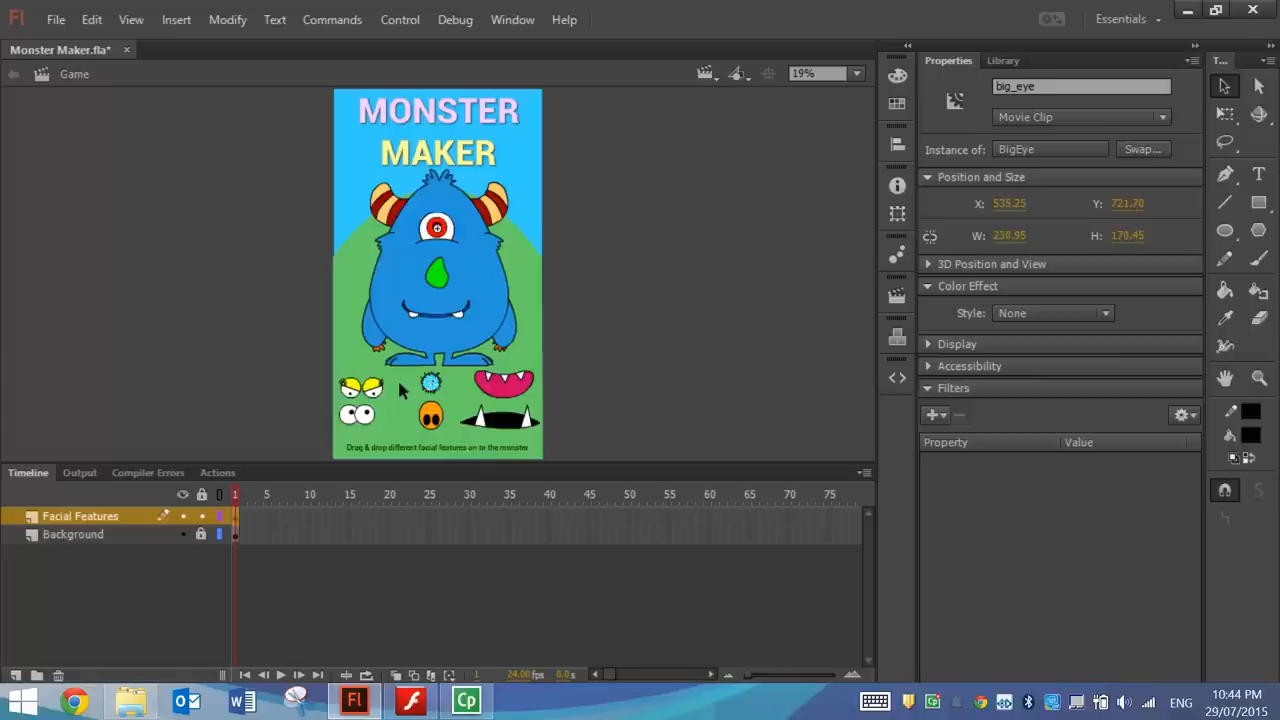 Fl File Edit View Insert Modify Text Commands Control Debug Window Help Essentials
Monster Maker.fla* ×
Game 19%
MONSTER
MAKER
Drag & drop different facial features on to the monster
Properties Library T...
big_eye
Movie Clip
Instance of: BigEye Swap...
Position and Size
X: 535.25 Y: 721.70
W: 230.95 H: 170.45
3D Position and View
Color Effect
Style: None
Display
Accessibility
Filters
Property Value
Timeline Output Compiler Errors Actions
1 5 10 15 20 25 30 35 40 45 50 55 60 65 70 75
Facial Features
Background
1 24.00 fps 0.0 s
Fl Cp ENG 10:44 PM
29/07/2015